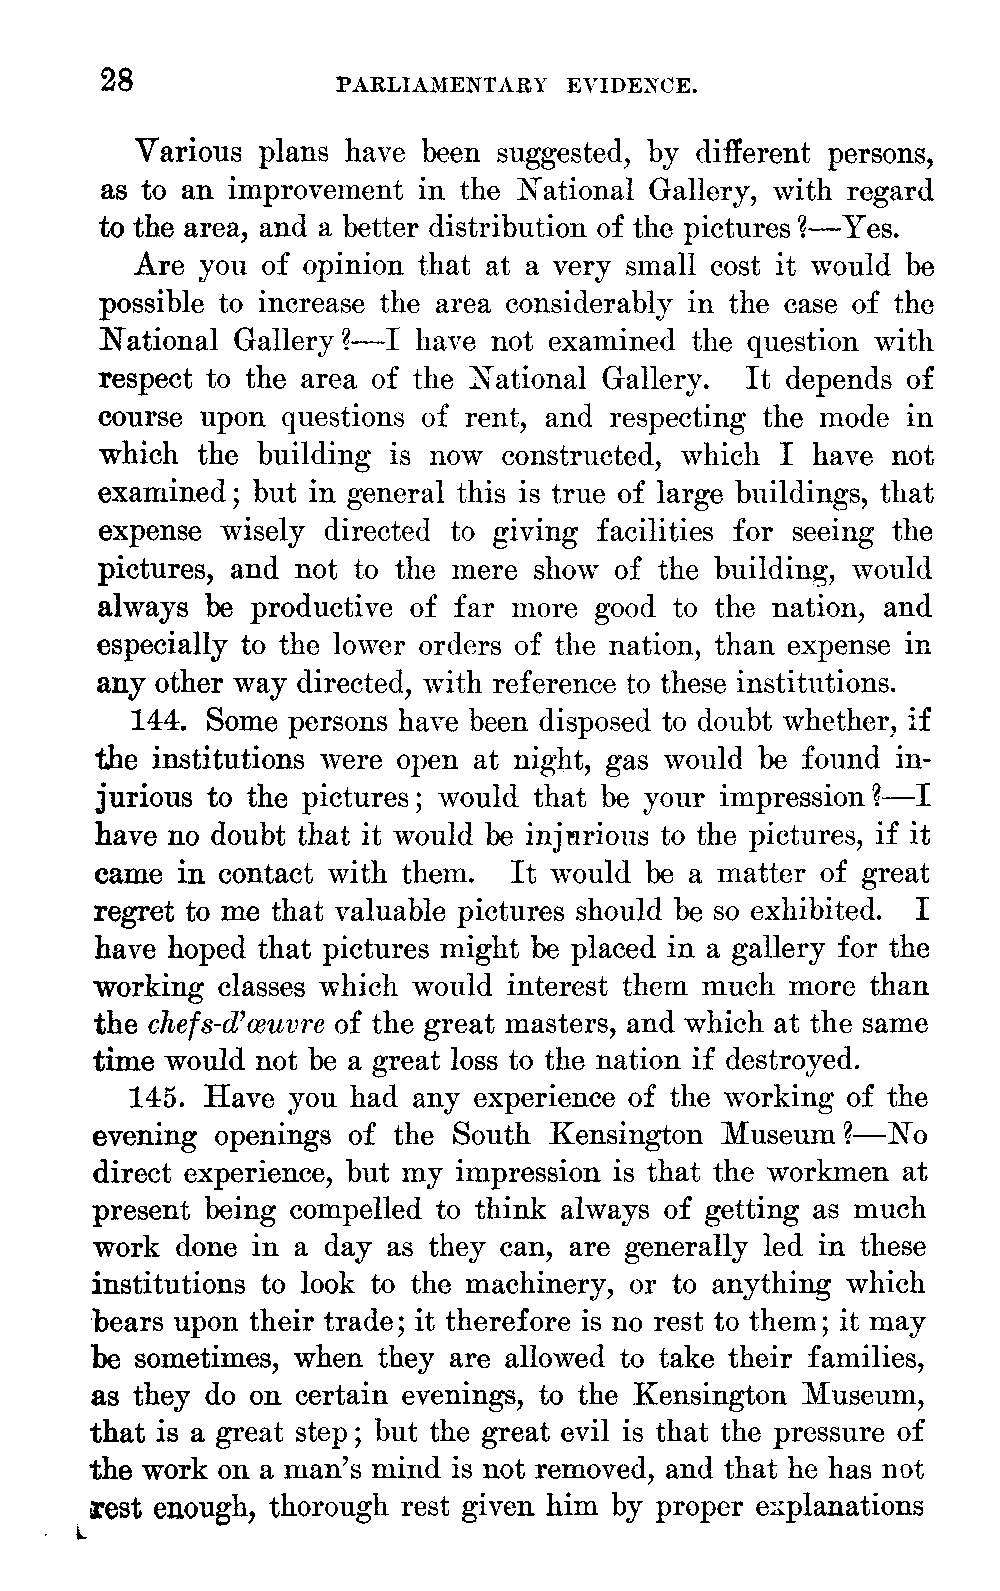 28 PARLIAMENTARY EVIDENCE.
Various plans have been suggested, by different persons,
as to an improvement in the National Gallery, with regard
to the area, and a better distribution of the pictures?—Yes.
Are you of opinion that at a very small cost it would be
possible to increase the area considerably in the case of the
National Gallery?—I have not examined the question with
respect to the area of the National Gallery. It depends of
course upon questions of rent, and respecting the mode in
which the building is now constructed, which I have not
examined; but in general this is true of large buildings, that
expense wisely directed to giving facilities for seeing the
pictures, and not to the mere show of the building, would
always be productive of far more good to the nation, and
especially to the lower orders of the nation, than expense in
any other way directed, with reference to these institutions.
144. Some persons have been disposed to doubt whether, if
the institutions were open at night, gas would be found in-
jurious to the pictures; would that be your impression?—I
have no doubt that it would be injurious to the pictures, if it
came in contact with them. It would be a matter of great
regret to me that valuable pictures should be so exhibited. I
have hoped that pictures might be placed in a gallery for the
working classes which would interest them much more than
the chefs-d'œuvre of the great masters, and which at the same
time would not be a great loss to the nation if destroyed.
145. Have you had any experience of the working of the
evening openings of the South Kensington Museum?—No
direct experience, but my impression is that the workmen at
present being compelled to think always of getting as much
work done in a day as they can, are generally led in these
institutions to look to the machinery, or to anything which
bears upon their trade; it therefore is no rest to them; it may
be sometimes, when they are allowed to take their families,
as they do on certain evenings, to the Kensington Museum,
that is a great step; but the great evil is that the pressure of
the work on a man's mind is not removed, and that he has not
rest enough, thorough rest given him by proper explanations